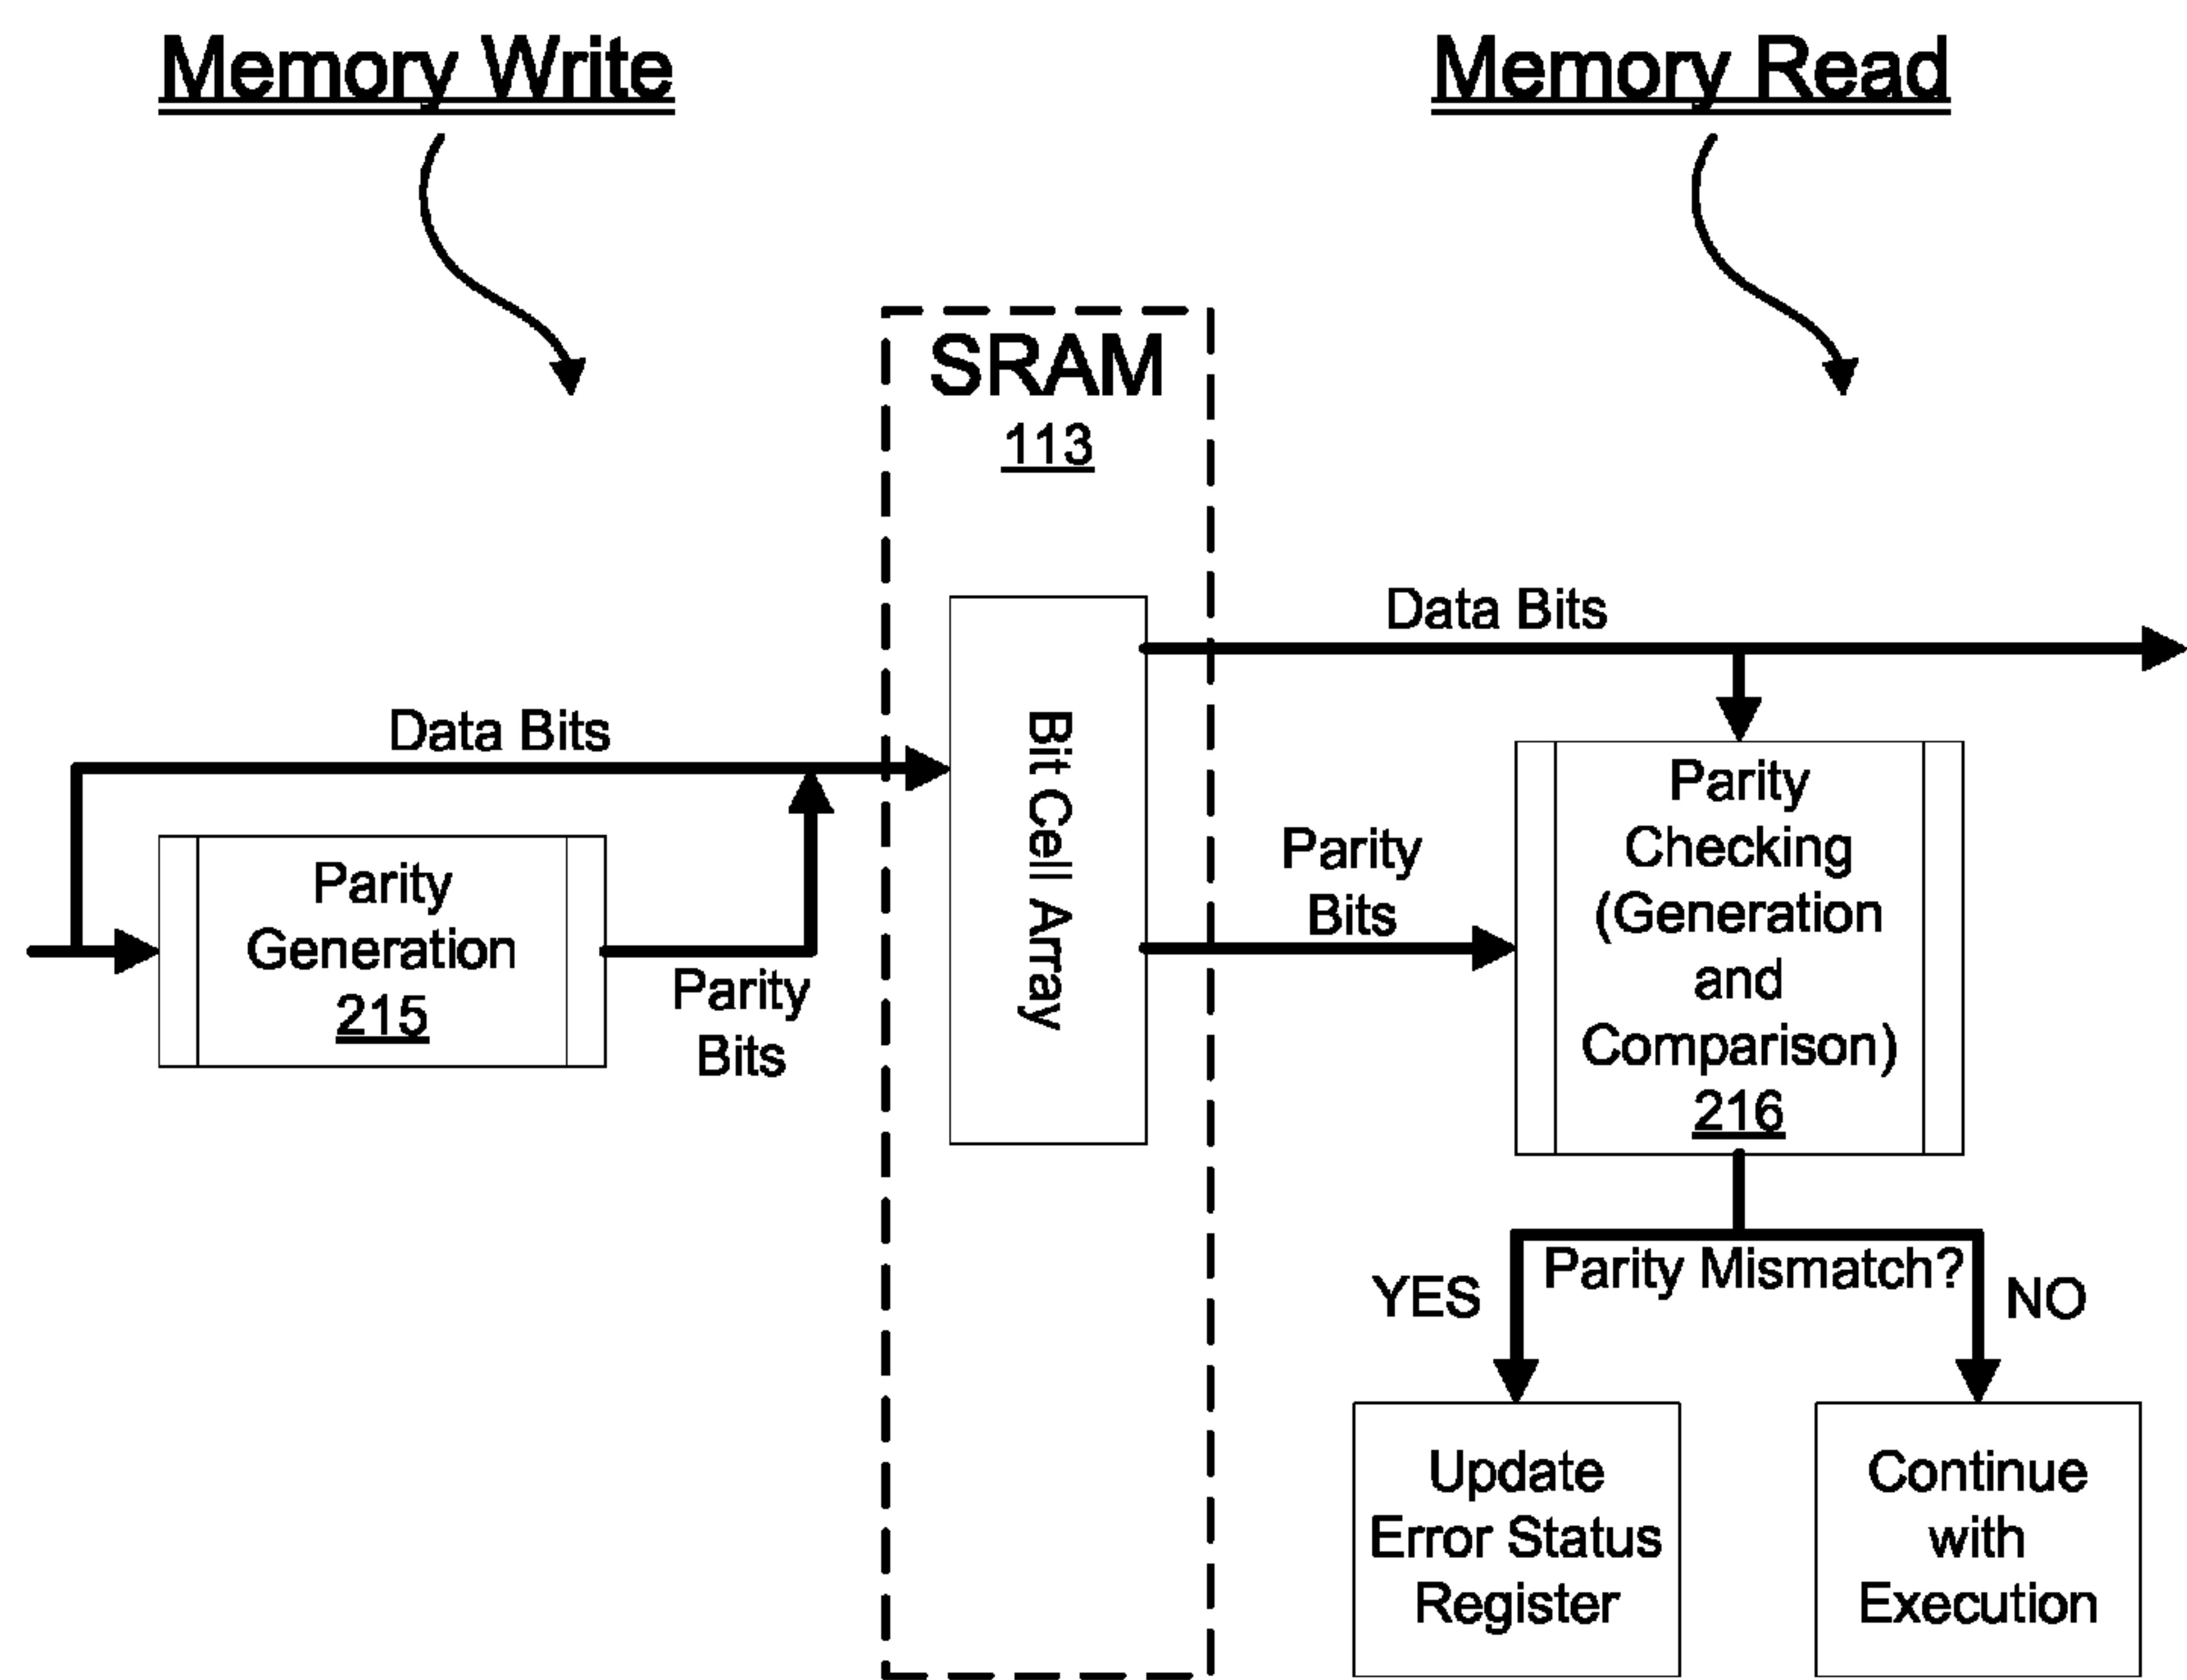 Memory Write
Memory Read
SRAM
113
Data Bits
Data Bits
Parity
Generation
215
Parity
Bits
Bit Cell Array
Parity
Bits
Parity
Checking
(Generation
and
Comparison)
216
Parity Mismatch?
YES
NO
Update
Error Status
Register
Continue
with
Execution